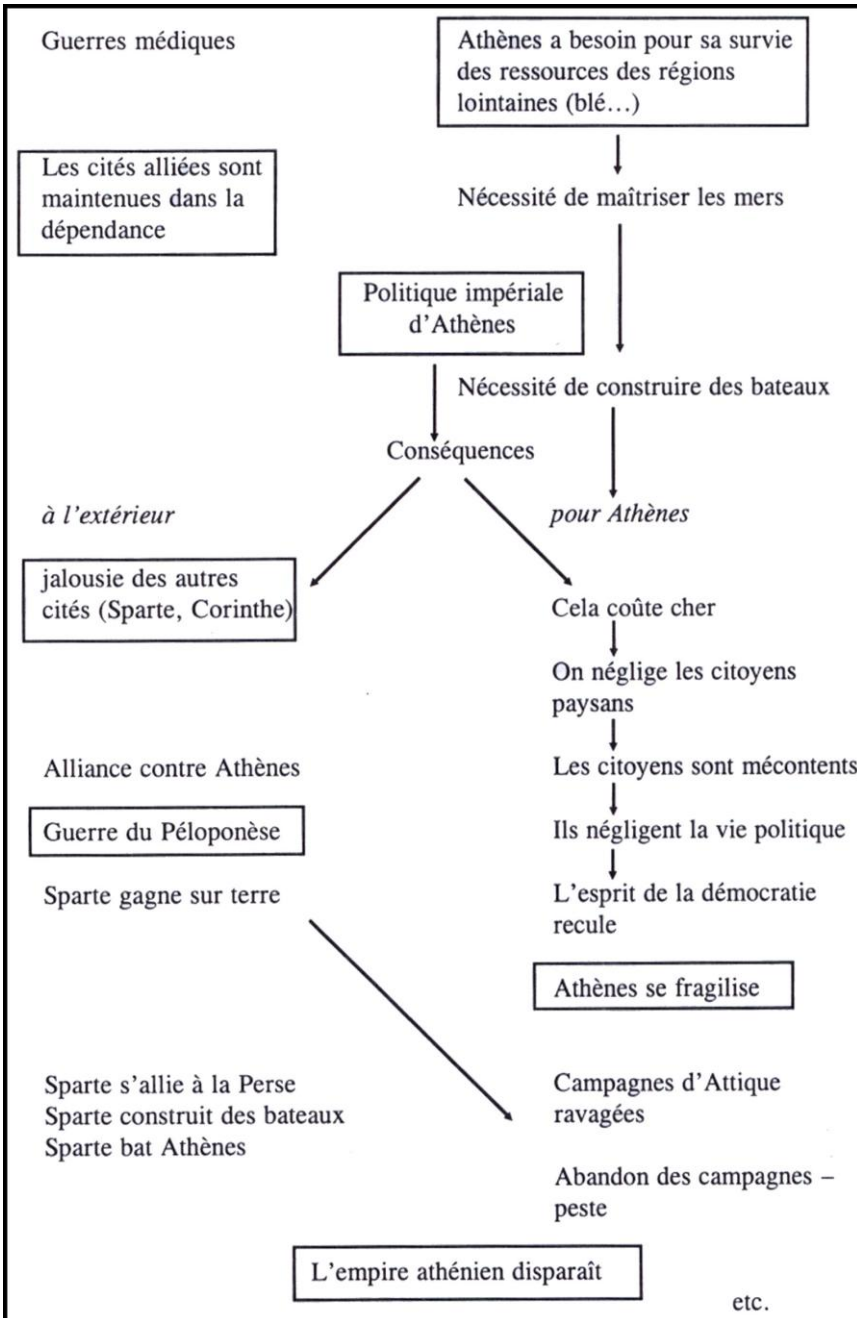 Guerres médiques
Athènes a besoin pour sa survie
des ressources des régions
lointaines (blé…)
Les cités alliées sont
maintenues dans la
dépendance
Nécessité de maîtriser les mers
Politique impériale
d'Athènes
Nécessité de construire des bateaux
Conséquences
à l'extérieur
pour Athènes
jalousie des autres
cités (Sparte, Corinthe)
Cela coûte cher
On néglige les citoyens
paysans
Alliance contre Athènes
Les citoyens sont mécontents
Guerre du Péloponèse
Ils négligent la vie politique
Sparte gagne sur terre
L'esprit de la démocratie
recule
Athènes se fragilise
Sparte s'allie à la Perse
Sparte construit des bateaux
Sparte bat Athènes
Campagnes d'Attique
ravagées
Abandon des campagnes –
peste
L'empire athénien disparaît
etc.